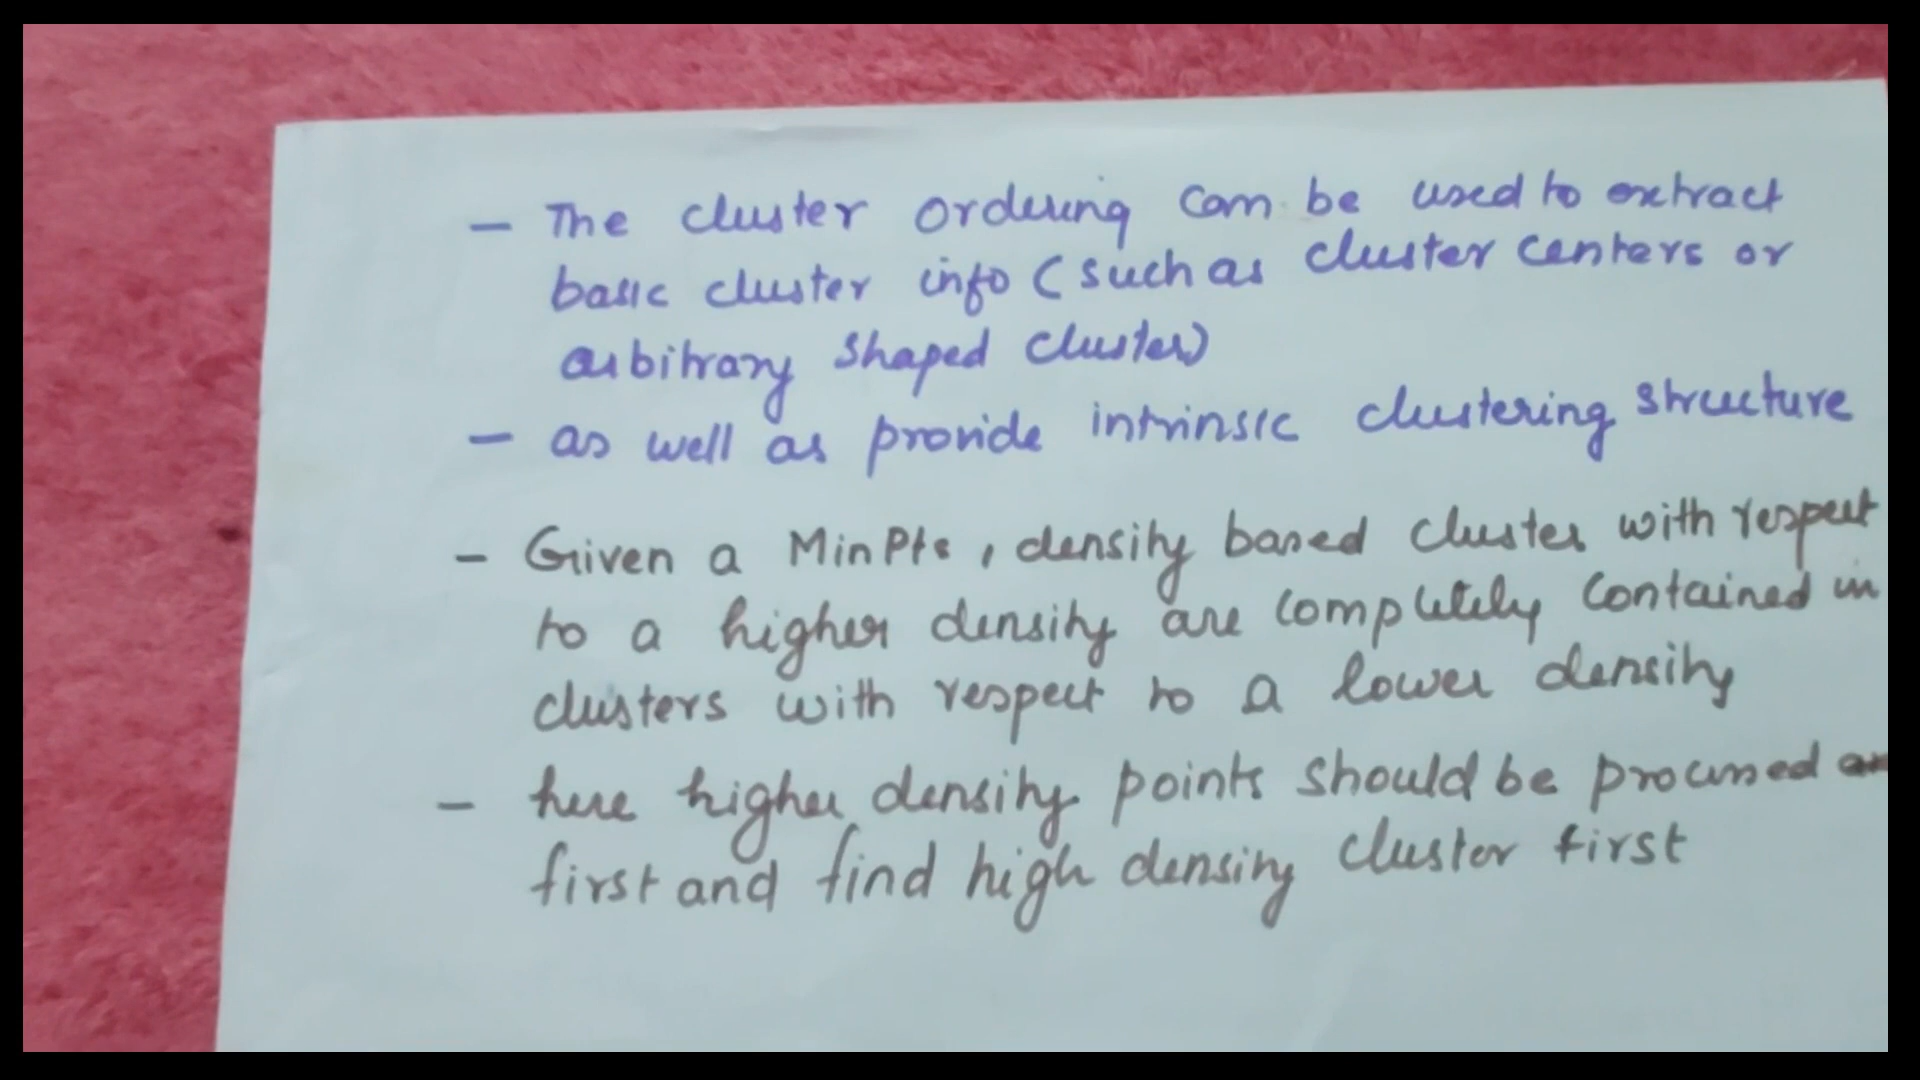 - The cluster ordering can be used to extract
basic cluster info (such as cluster centers or
arbitrary shaped cluster)
- as well as provide intrinsic clustering structure
- Given a MinPts, density based cluster with respect
to a higher density are completely contained in
clusters with respect to a lower density
- here higher density points should be processed
first and find high density cluster first